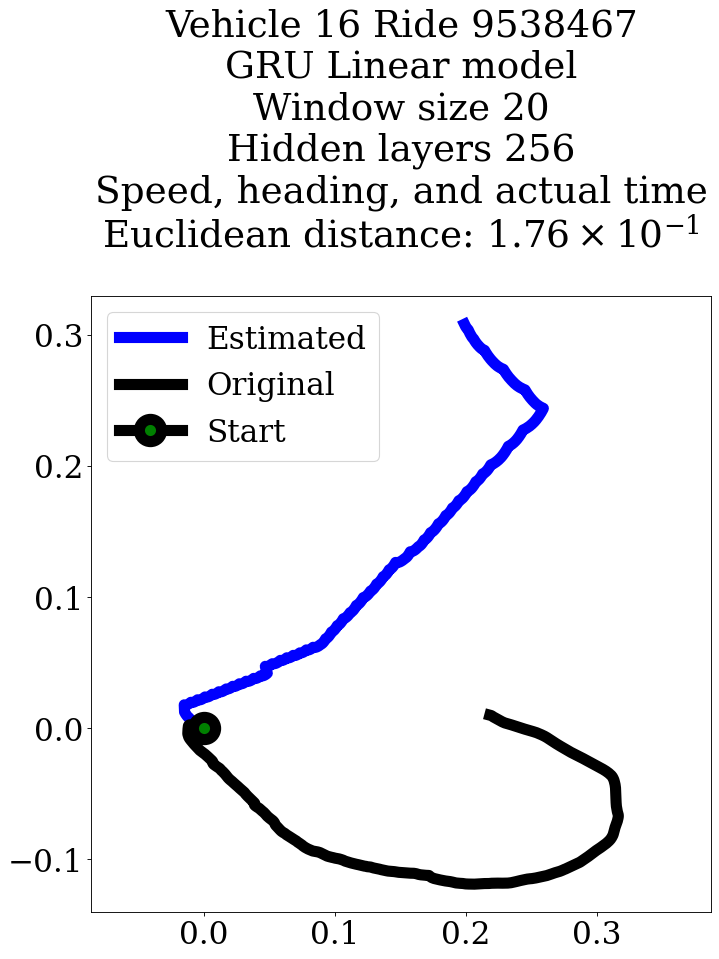 Vehicle 16 Ride 9538467
GRU Linear model
Window size 20
Hidden layers 256
Speed, heading, and actual time
Euclidean distance: 1.76 × 10⁻¹
Estimated
Original
Start
0.3
0.2
0.1
0.0
−0.1
0.0 0.1 0.2 0.3